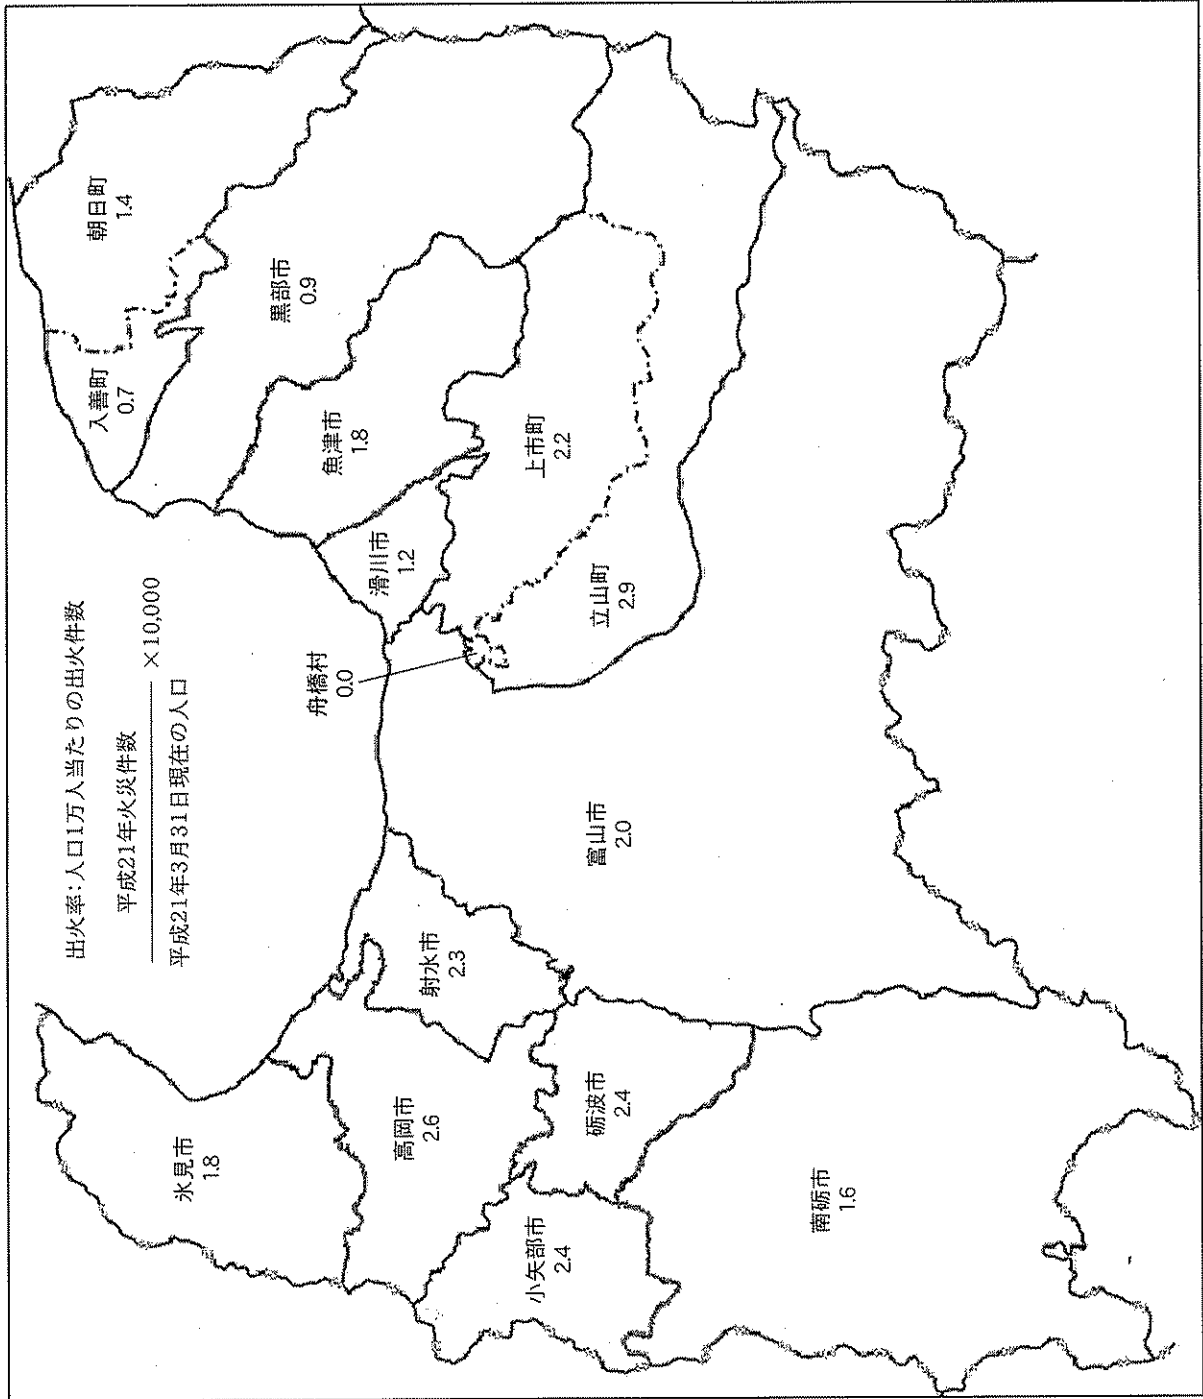 出火率：人口1万人当たりの出火件数
平成21年火災件数
×10,000
平成21年3月31日現在の人口
氷見市
1.8
高岡市
2.6
小矢部市
2.4
砺波市
2.4
南砺市
1.6
射水市
2.3
富山市
2.0
舟橋村
0.0
滑川市
1.2
立山町
2.9
上市町
2.2
魚津市
1.8
黒部市
0.9
入善町
0.7
朝日町
1.4